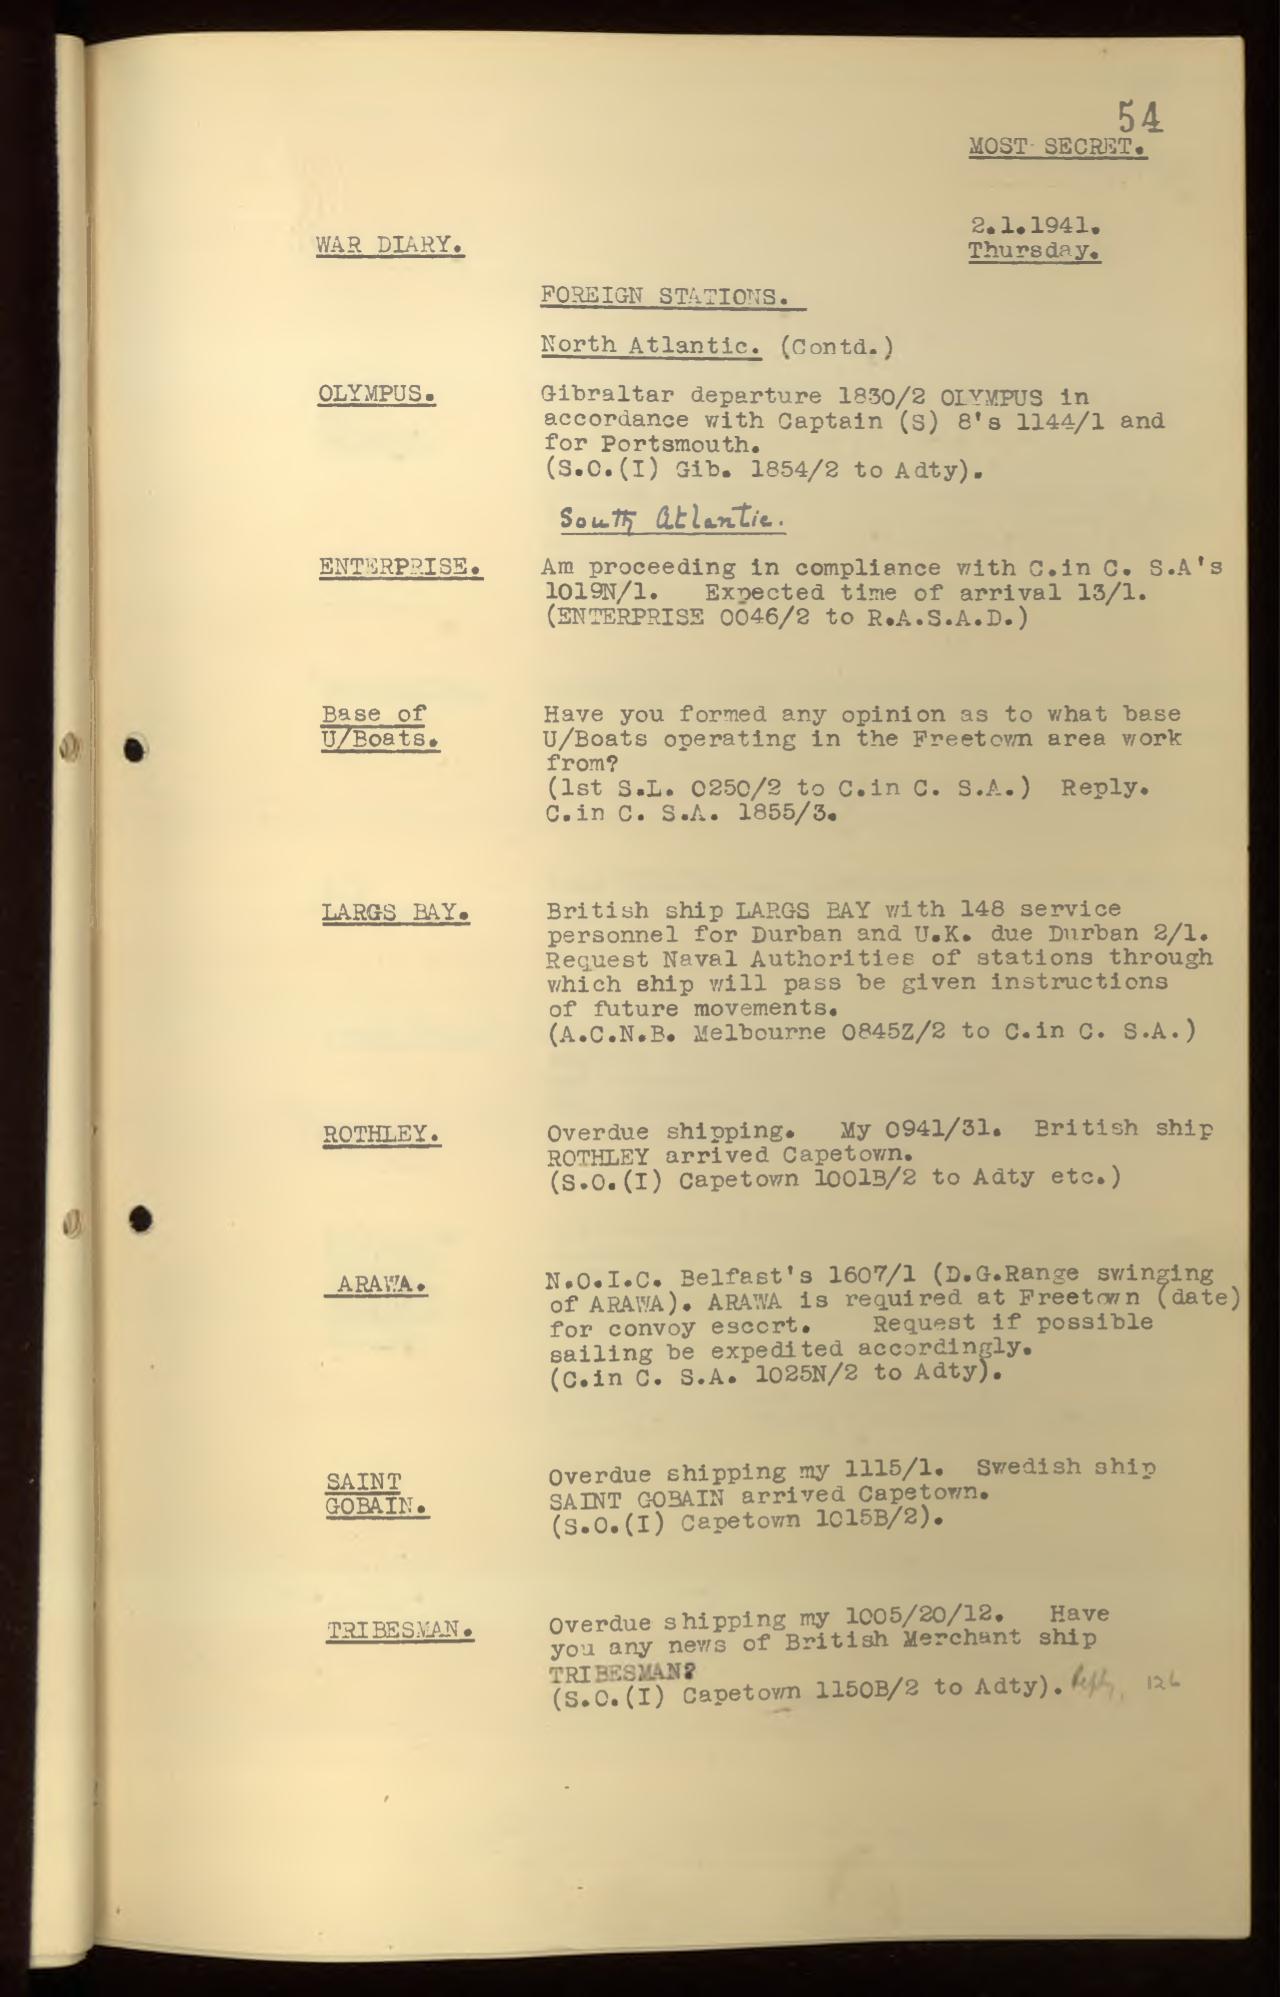 54
MOST SECRET.
2.1.1941.
WAR DIARY.
Thursday.
FOREIGN STATIONS.
North Atlantic. (Contd.)
OLYMPUS.
Gibraltar departure 1830/2 OLYMPUS in
accordance with Captain (S) 8's 1144/1 and
for Portsmouth.
(S.O.(I) Gib. 1854/2 to Adty).
South Atlantic.
ENTERPRISE.
Am proceeding in compliance with C.in C. S.A's
1019N/1. Expected time of arrival 13/1.
(ENTERPRISE 0046/2 to R.A.S.A.D.)
Base of
U/Boats.
Have you formed any opinion as to what base
U/Boats operating in the Freetown area work
from?
(1st S.L. 0250/2 to C.in C. S.A.) Reply.
C.in C. S.A. 1855/3.
LARGS BAY.
British ship LARGS BAY with 148 service
personnel for Durban and U.K. due Durban 2/1.
Request Naval Authorities of stations through
which ship will pass be given instructions
of future movements.
(A.C.N.B. Melbourne 0845Z/2 to C.in C. S.A.)
ROTHLEY.
Overdue shipping. My 0941/31. British ship
ROTHLEY arrived Capetown.
(S.O.(I) Capetown 1001B/2 to Adty etc.)
ARAWA.
N.O.I.C. Belfast's 1607/1 (D.G.Range swinging
of ARAWA). ARAWA is required at Freetown (date)
for convoy escort. Request if possible
sailing be expedited accordingly.
(C.in C. S.A. 1025N/2 to Adty).
SAINT
GOBAIN.
Overdue shipping my 1115/1. Swedish ship
SAINT GOBAIN arrived Capetown.
(S.O.(I) Capetown 1015B/2).
TRIBESMAN.
Overdue shipping my 1005/20/12. Have
you any news of British Merchant ship
TRIBESMAN?
(S.O.(I) Capetown 1150B/2 to Adty). Reply, 126